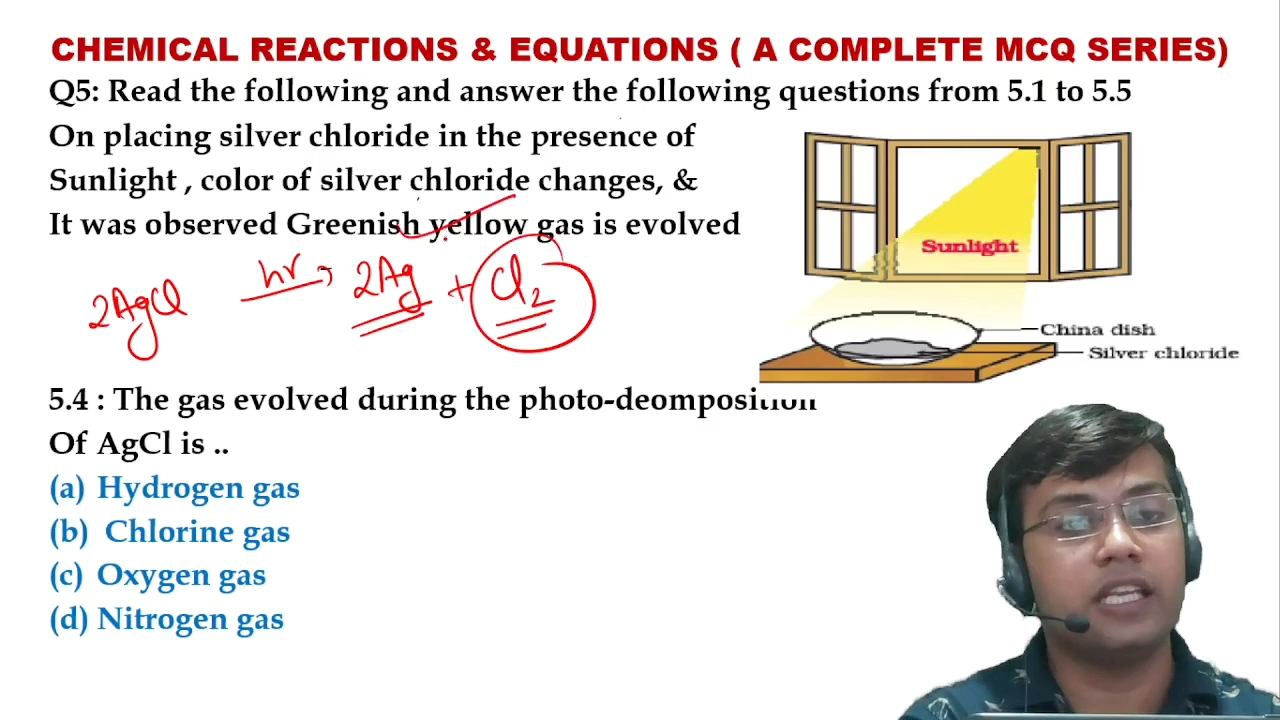 CHEMICAL REACTIONS & EQUATIONS ( A COMPLETE MCQ SERIES)
Q5: Read the following and answer the following questions from 5.1 to 5.5
On placing silver chloride in the presence of
Sunlight , color of silver chloride changes, &
It was observed Greenish yellow gas is evolved
2AgCl hν → 2Ag + Cl₂
Sunlight
China dish
Silver chloride
5.4 : The gas evolved during the photo-deomposition
Of AgCl is ..
(a) Hydrogen gas
(b) Chlorine gas
(c) Oxygen gas
(d) Nitrogen gas